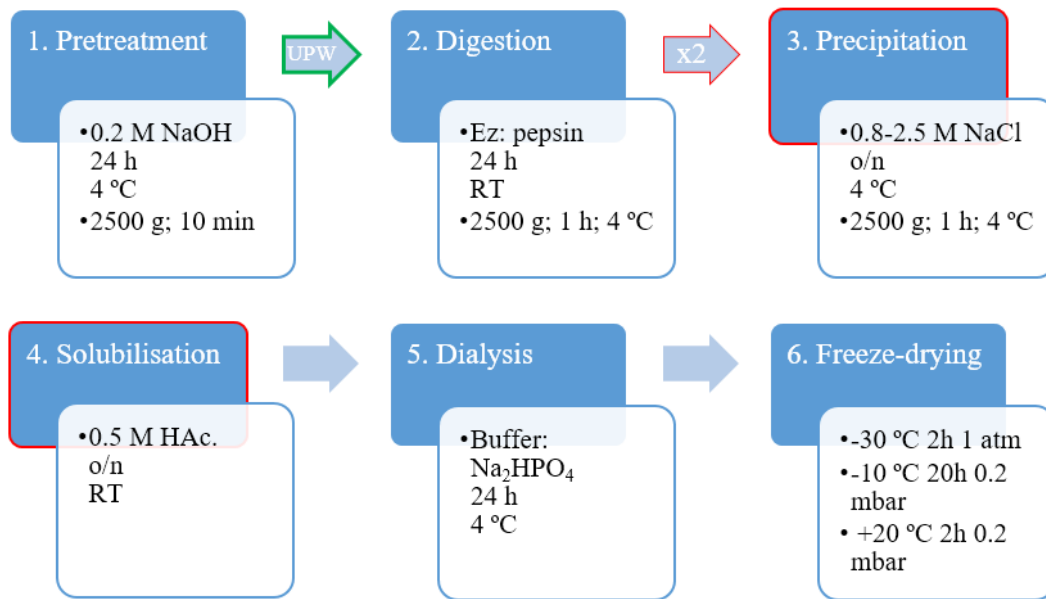 1. Pretreatment
•0.2 M NaOH
24 h
4 ºC
•2500 g; 10 min
UPW
2. Digestion
•Ez: pepsin
24 h
RT
•2500 g; 1 h; 4 ºC
x2
3. Precipitation
•0.8-2.5 M NaCl
o/n
4 ºC
•2500 g; 1 h; 4 ºC
4. Solubilisation
•0.5 M HAc.
o/n
RT
5. Dialysis
•Buffer:
Na₂HPO₄
24 h
4 ºC
6. Freeze-drying
•-30 ºC 2h 1 atm
•-10 ºC 20h 0.2
mbar
• +20 ºC 2h 0.2
mbar